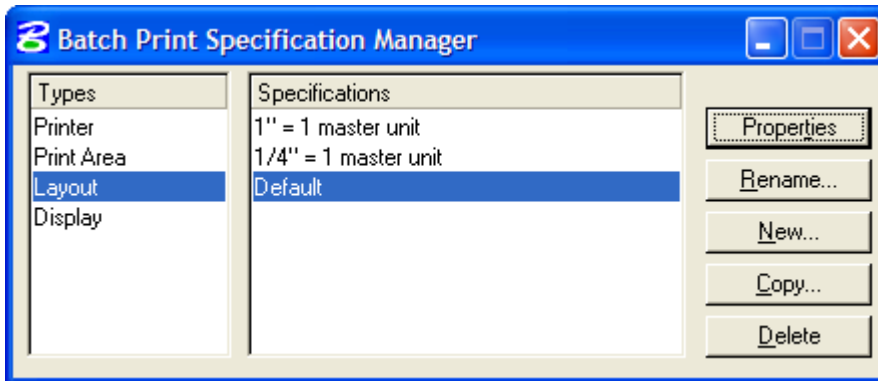 Batch Print Specification Manager
Types
Specifications
Printer
1" = 1 master unit
Print Area
1/4" = 1 master unit
Layout
Default
Display
Properties
Rename...
New...
Copy...
Delete